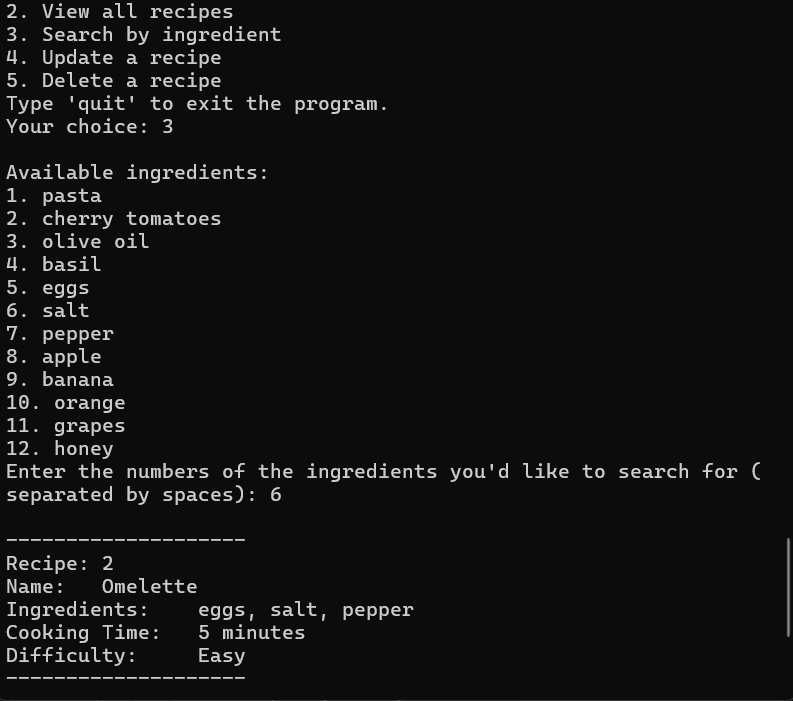 2. View all recipes
3. Search by ingredient
4. Update a recipe
5. Delete a recipe
Type 'quit' to exit the program.
Your choice: 3

Available ingredients:
1. pasta
2. cherry tomatoes
3. olive oil
4. basil
5. eggs
6. salt
7. pepper
8. apple
9. banana
10. orange
11. grapes
12. honey
Enter the numbers of the ingredients you'd like to search for (
separated by spaces): 6

--------------------
Recipe: 2
Name:   Omelette
Ingredients:    eggs, salt, pepper
Cooking Time:   5 minutes
Difficulty:     Easy
--------------------